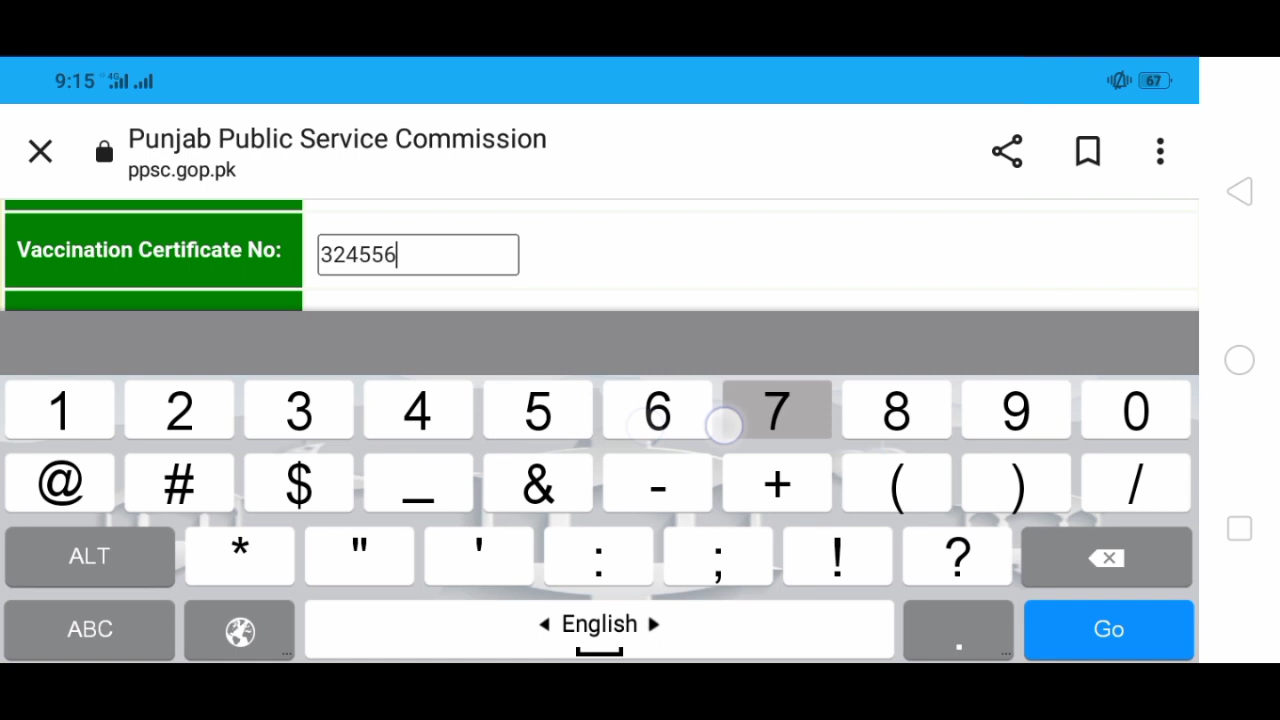 9:15 4G 67
Punjab Public Service Commission
ppsc.gop.pk
Vaccination Certificate No: 324556
1 2 3 4 5 6 7 8 9 0
@ # $ _ & - + ( ) /
ALT * " ' : ; ! ?
ABC ◂ English ▸ . Go